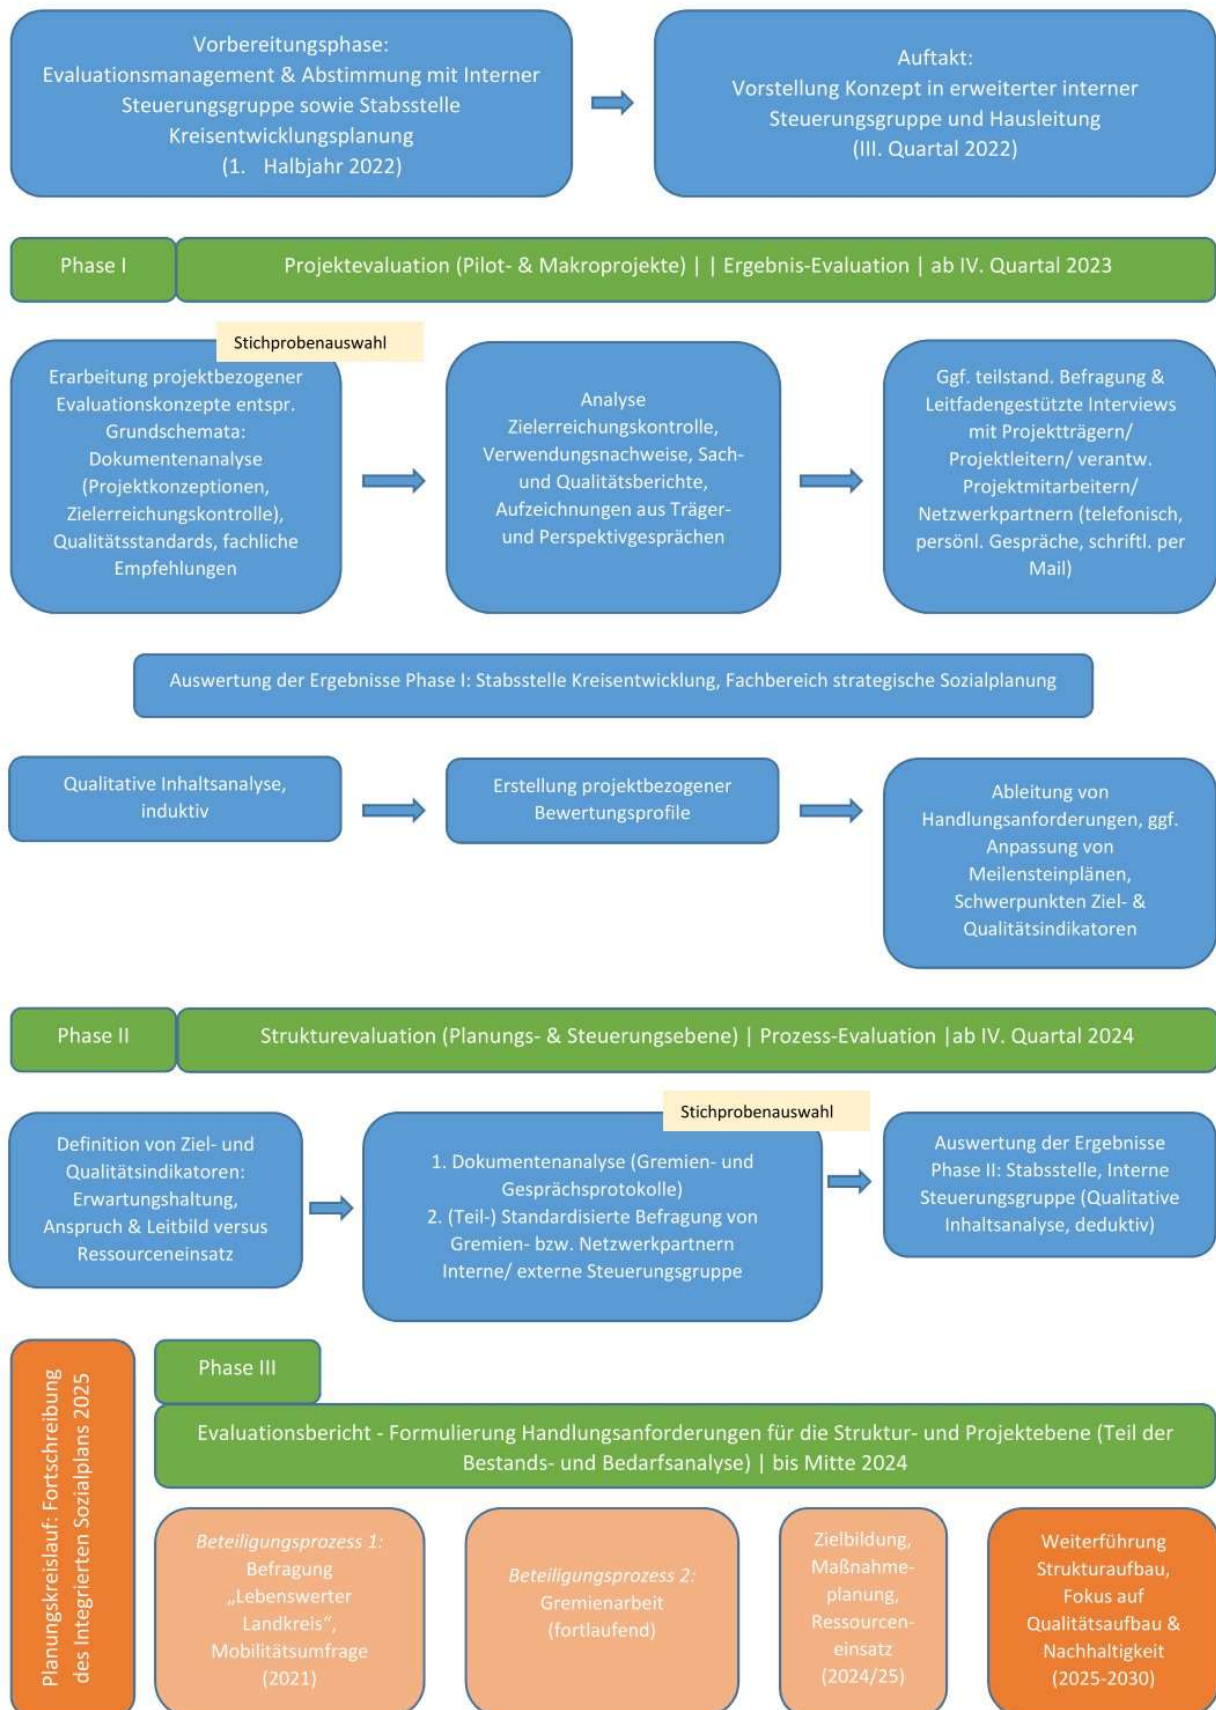 Vorbereitungsphase:
Evaluationsmanagement & Abstimmung mit Interner
Steuerungsgruppe sowie Stabsstelle
Kreisentwicklungsplanung
(1. Halbjahr 2022)
Auftakt:
Vorstellung Konzept in erweiterter interner
Steuerungsgruppe und Hausleitung
(III. Quartal 2022)
Phase I
Projektevaluation (Pilot- & Makroprojekte) | | Ergebnis-Evaluation | ab IV. Quartal 2023
Stichprobenauswahl
Erarbeitung projektbezogener
Evaluationskonzepte entspr.
Grundschemata:
Dokumentenanalyse
(Projektkonzeptionen,
Zielerreichungskontrolle),
Qualitätsstandards, fachliche
Empfehlungen
Analyse
Zielerreichungskontrolle,
Verwendungsnachweise, Sach-
und Qualitätsberichte,
Aufzeichnungen aus Träger-
und Perspektivgesprächen
Ggf. teilstand. Befragung &
Leitfadengestützte Interviews
mit Projektträgern/
Projektleitern/ verantw.
Projektmitarbeitern/
Netzwerkpartnern (telefonisch,
persönl. Gespräche, schriftl. per
Mail)
Auswertung der Ergebnisse Phase I: Stabsstelle Kreisentwicklung, Fachbereich strategische Sozialplanung
Qualitative Inhaltsanalyse,
induktiv
Erstellung projektbezogener
Bewertungsprofile
Ableitung von
Handlungsanforderungen, ggf.
Anpassung von
Meilensteinplänen,
Schwerpunkten Ziel- &
Qualitätsindikatoren
Phase II
Strukturevaluation (Planungs- & Steuerungsebene) | Prozess-Evaluation |ab IV. Quartal 2024
Stichprobenauswahl
Definition von Ziel- und
Qualitätsindikatoren:
Erwartungshaltung,
Anspruch & Leitbild versus
Ressourceneinsatz
1. Dokumentenanalyse (Gremien- und
Gesprächsprotokolle)
2. (Teil-) Standardisierte Befragung von
Gremien- bzw. Netzwerkpartnern
Interne/ externe Steuerungsgruppe
Auswertung der Ergebnisse
Phase II: Stabsstelle, Interne
Steuerungsgruppe (Qualitative
Inhaltsanalyse, deduktiv)
Planungskreislauf: Fortschreibung
des Integrierten Sozialplans 2025
Phase III
Evaluationsbericht - Formulierung Handlungsanforderungen für die Struktur- und Projektebene (Teil der
Bestands- und Bedarfsanalyse) | bis Mitte 2024
Beteiligungsprozess 1:
Befragung
„Lebenswerter
Landkreis“,
Mobilitätsumfrage
(2021)
Beteiligungsprozess 2:
Gremienarbeit
(fortlaufend)
Zielbildung,
Maßnahme-
planung,
Ressourcen-
einsatz
(2024/25)
Weiterführung
Strukturaufbau,
Fokus auf
Qualitätsaufbau &
Nachhaltigkeit
(2025-2030)